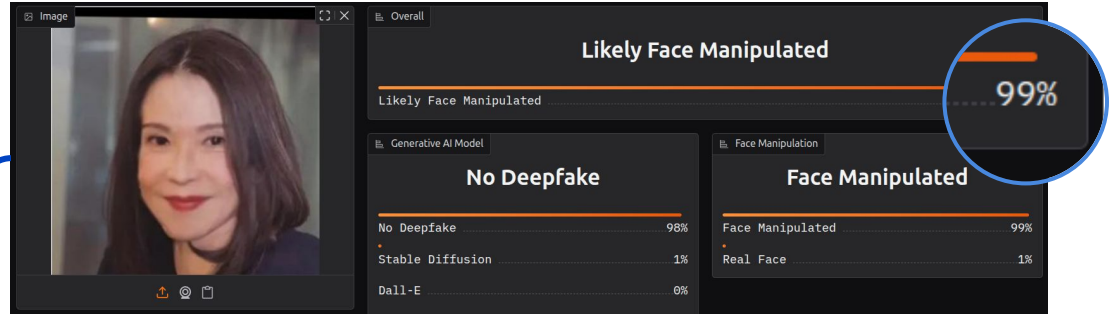 Image
Overall
Likely Face Manipulated
Likely Face Manipulated
99%
Generative AI Model
No Deepfake
No Deepfake 98%
Stable Diffusion 1%
Dall-E 0%
Face Manipulation
Face Manipulated
Face Manipulated 99%
Real Face 1%